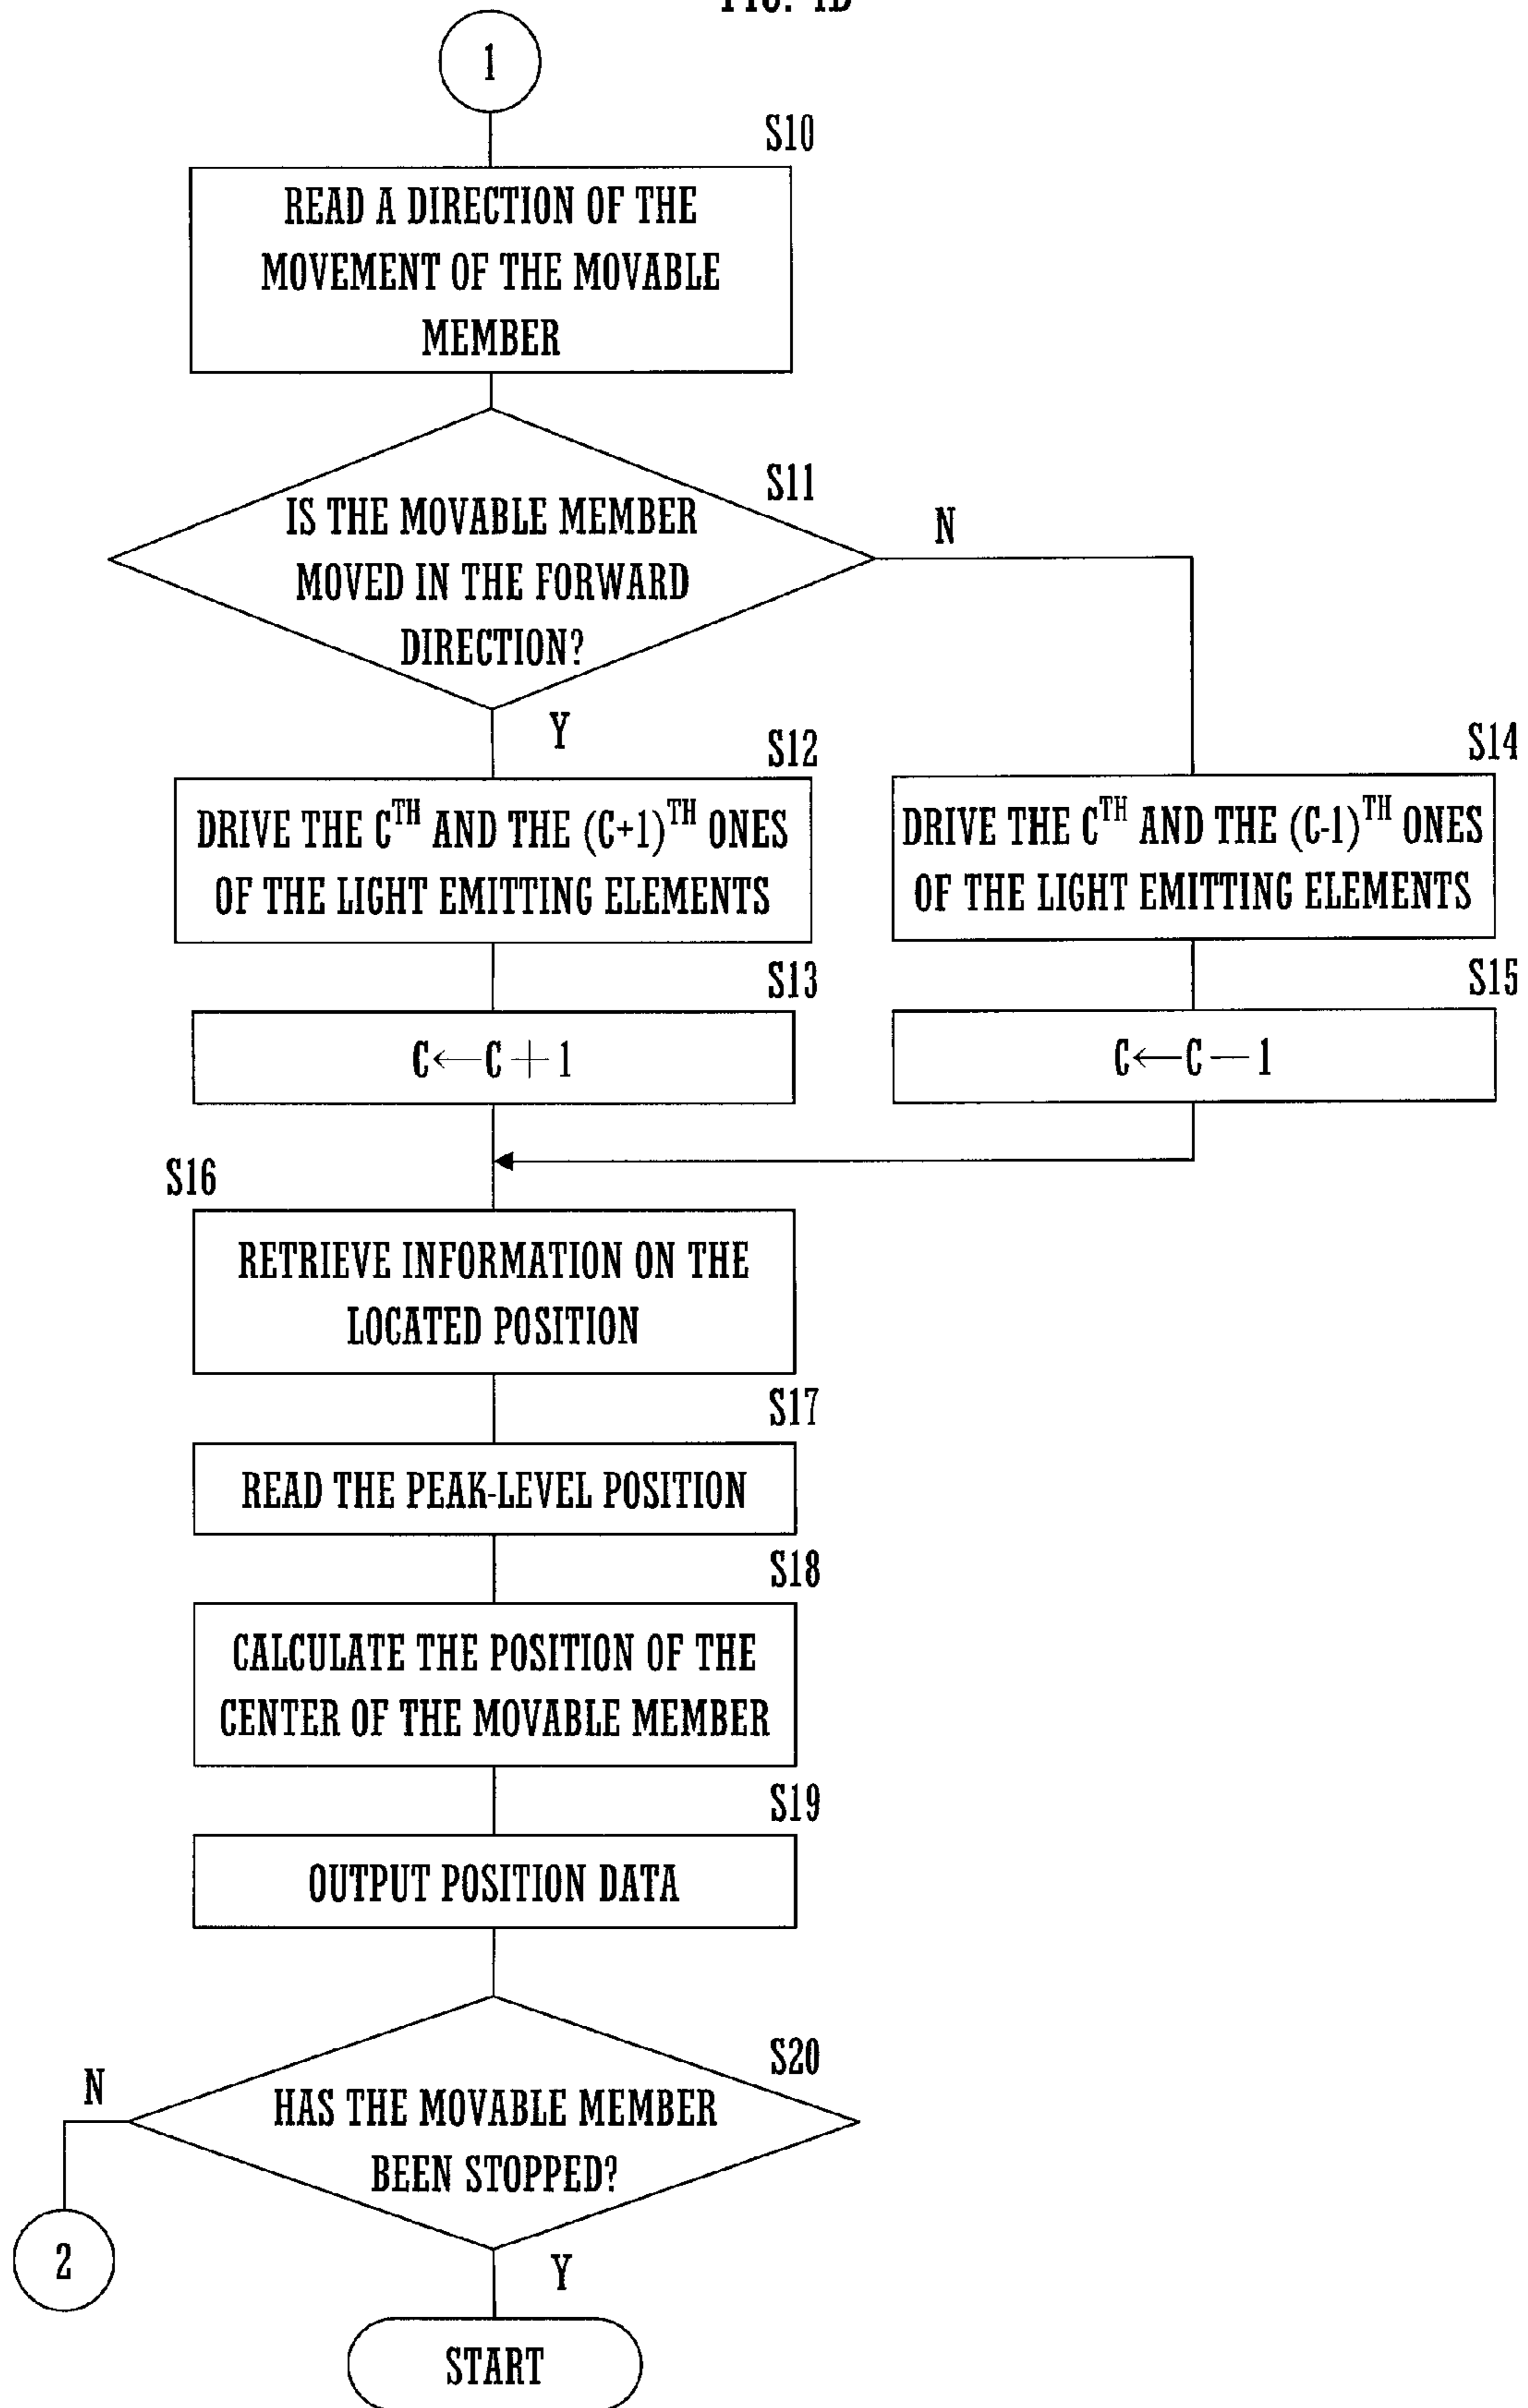 1
S10
READ A DIRECTION OF THE
MOVEMENT OF THE MOVABLE
MEMBER
S11
IS THE MOVABLE MEMBER
MOVED IN THE FORWARD
DIRECTION?
N
Y
S12
DRIVE THE C^TH AND THE (C+1)^TH ONES
OF THE LIGHT EMITTING ELEMENTS
S14
DRIVE THE C^TH AND THE (C-1)^TH ONES
OF THE LIGHT EMITTING ELEMENTS
S13
C←C+1
S15
C←C−1
S16
RETRIEVE INFORMATION ON THE
LOCATED POSITION
S17
READ THE PEAK-LEVEL POSITION
S18
CALCULATE THE POSITION OF THE
CENTER OF THE MOVABLE MEMBER
S19
OUTPUT POSITION DATA
S20
HAS THE MOVABLE MEMBER
BEEN STOPPED?
N
2
Y
START